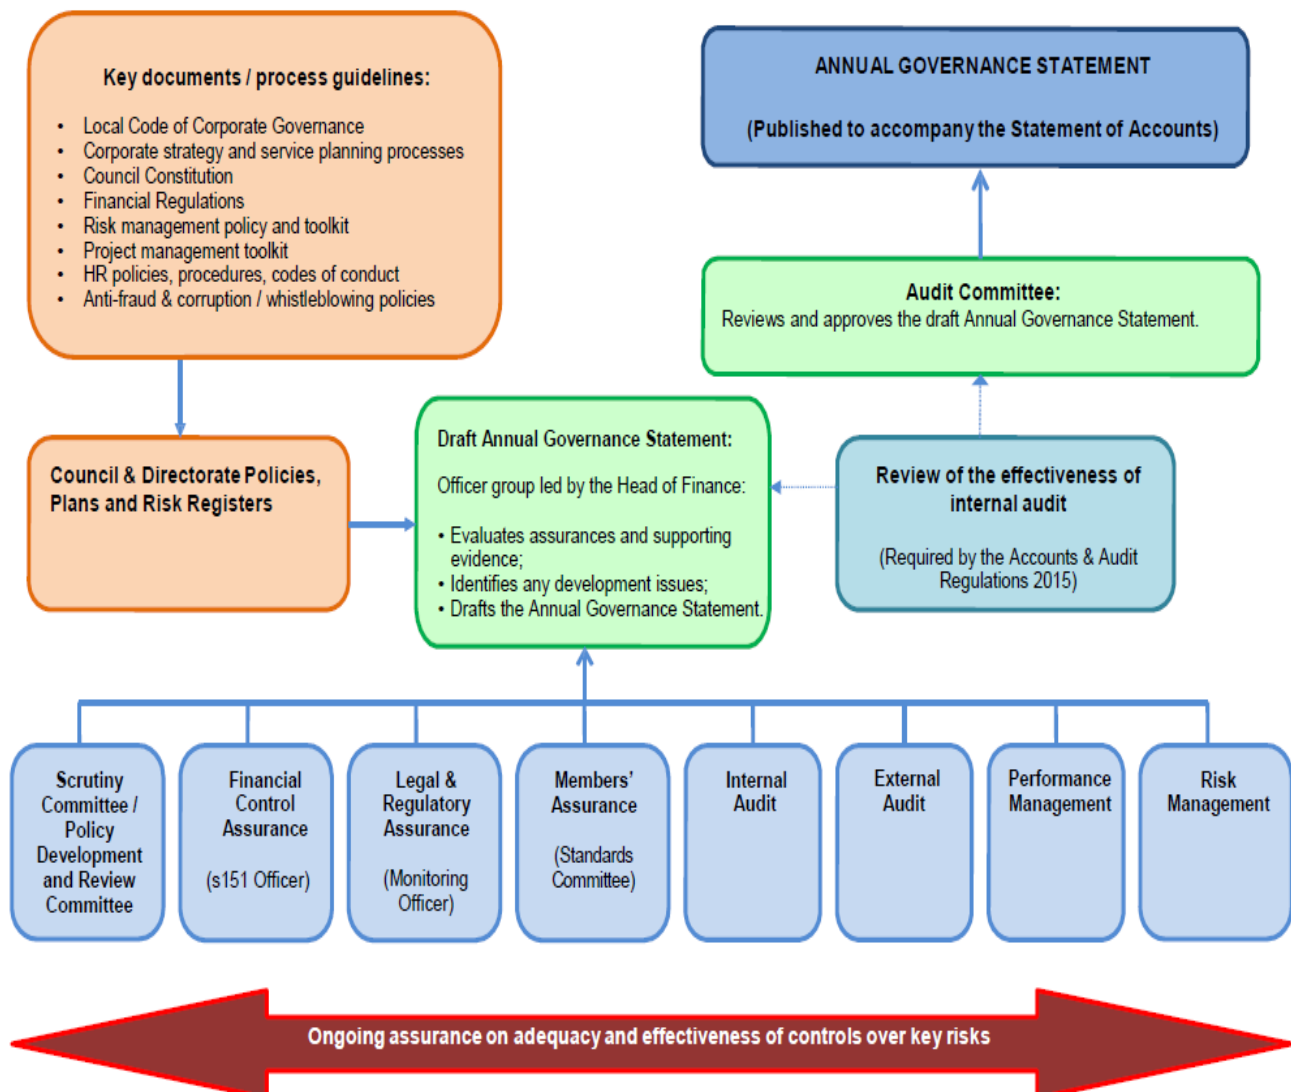 Key documents / process guidelines:
• Local Code of Corporate Governance
• Corporate strategy and service planning processes
• Council Constitution
• Financial Regulations
• Risk management policy and toolkit
• Project management toolkit
• HR policies, procedures, codes of conduct
• Anti-fraud & corruption / whistleblowing policies
ANNUAL GOVERNANCE STATEMENT
(Published to accompany the Statement of Accounts)
Audit Committee:
Reviews and approves the draft Annual Governance Statement.
Council & Directorate Policies,
Plans and Risk Registers
Draft Annual Governance Statement:
Officer group led by the Head of Finance:
• Evaluates assurances and supporting
evidence;
• Identifies any development issues;
• Drafts the Annual Governance Statement.
Review of the effectiveness of
internal audit
(Required by the Accounts & Audit
Regulations 2015)
Scrutiny
Committee /
Policy
Development
and Review
Committee
Financial
Control
Assurance
(s151 Officer)
Legal &
Regulatory
Assurance
(Monitoring
Officer)
Members’
Assurance
(Standards
Committee)
Internal
Audit
External
Audit
Performance
Management
Risk
Management
Ongoing assurance on adequacy and effectiveness of controls over key risks